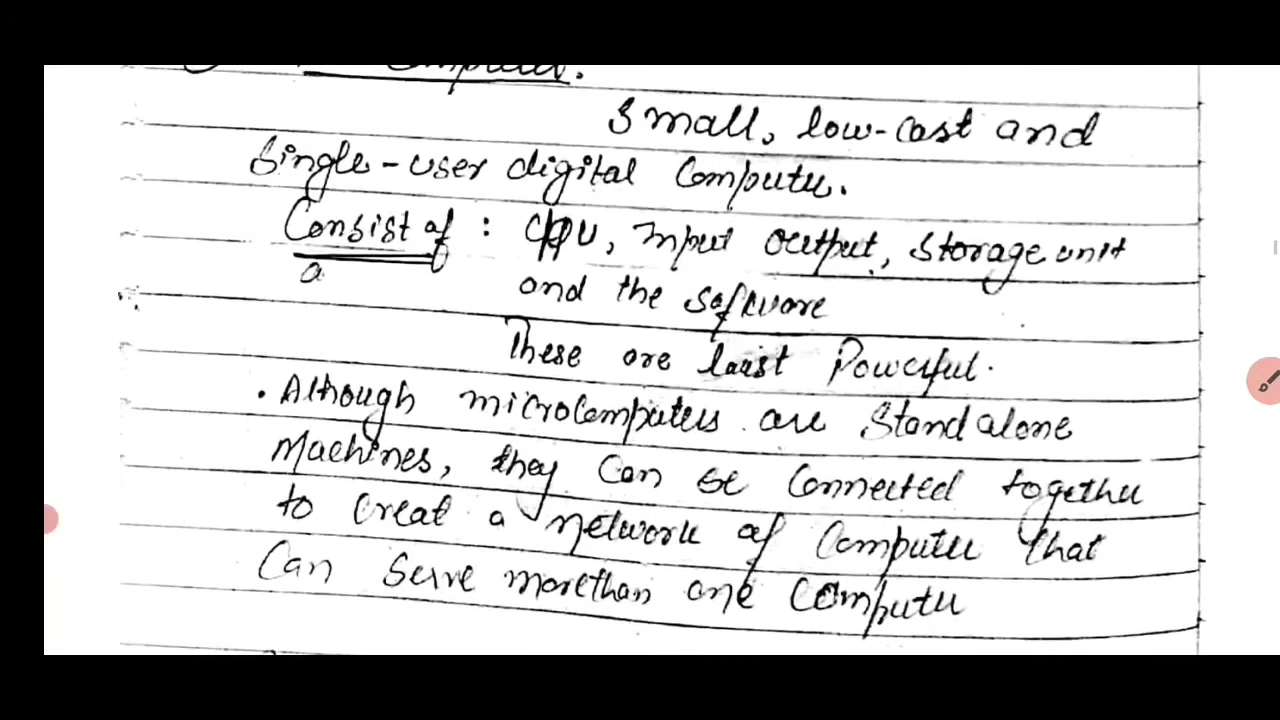 Computer.
Small, low-cost and
Single-user digital Computer.
Consist of : CPU, Input output, storage unit
a
and the software
These are least Powerful.
. Although microcomputers are Standalone
Machines, they Can be Connected together
to Creat a network of Computer that
Can Serve morethan one Computer